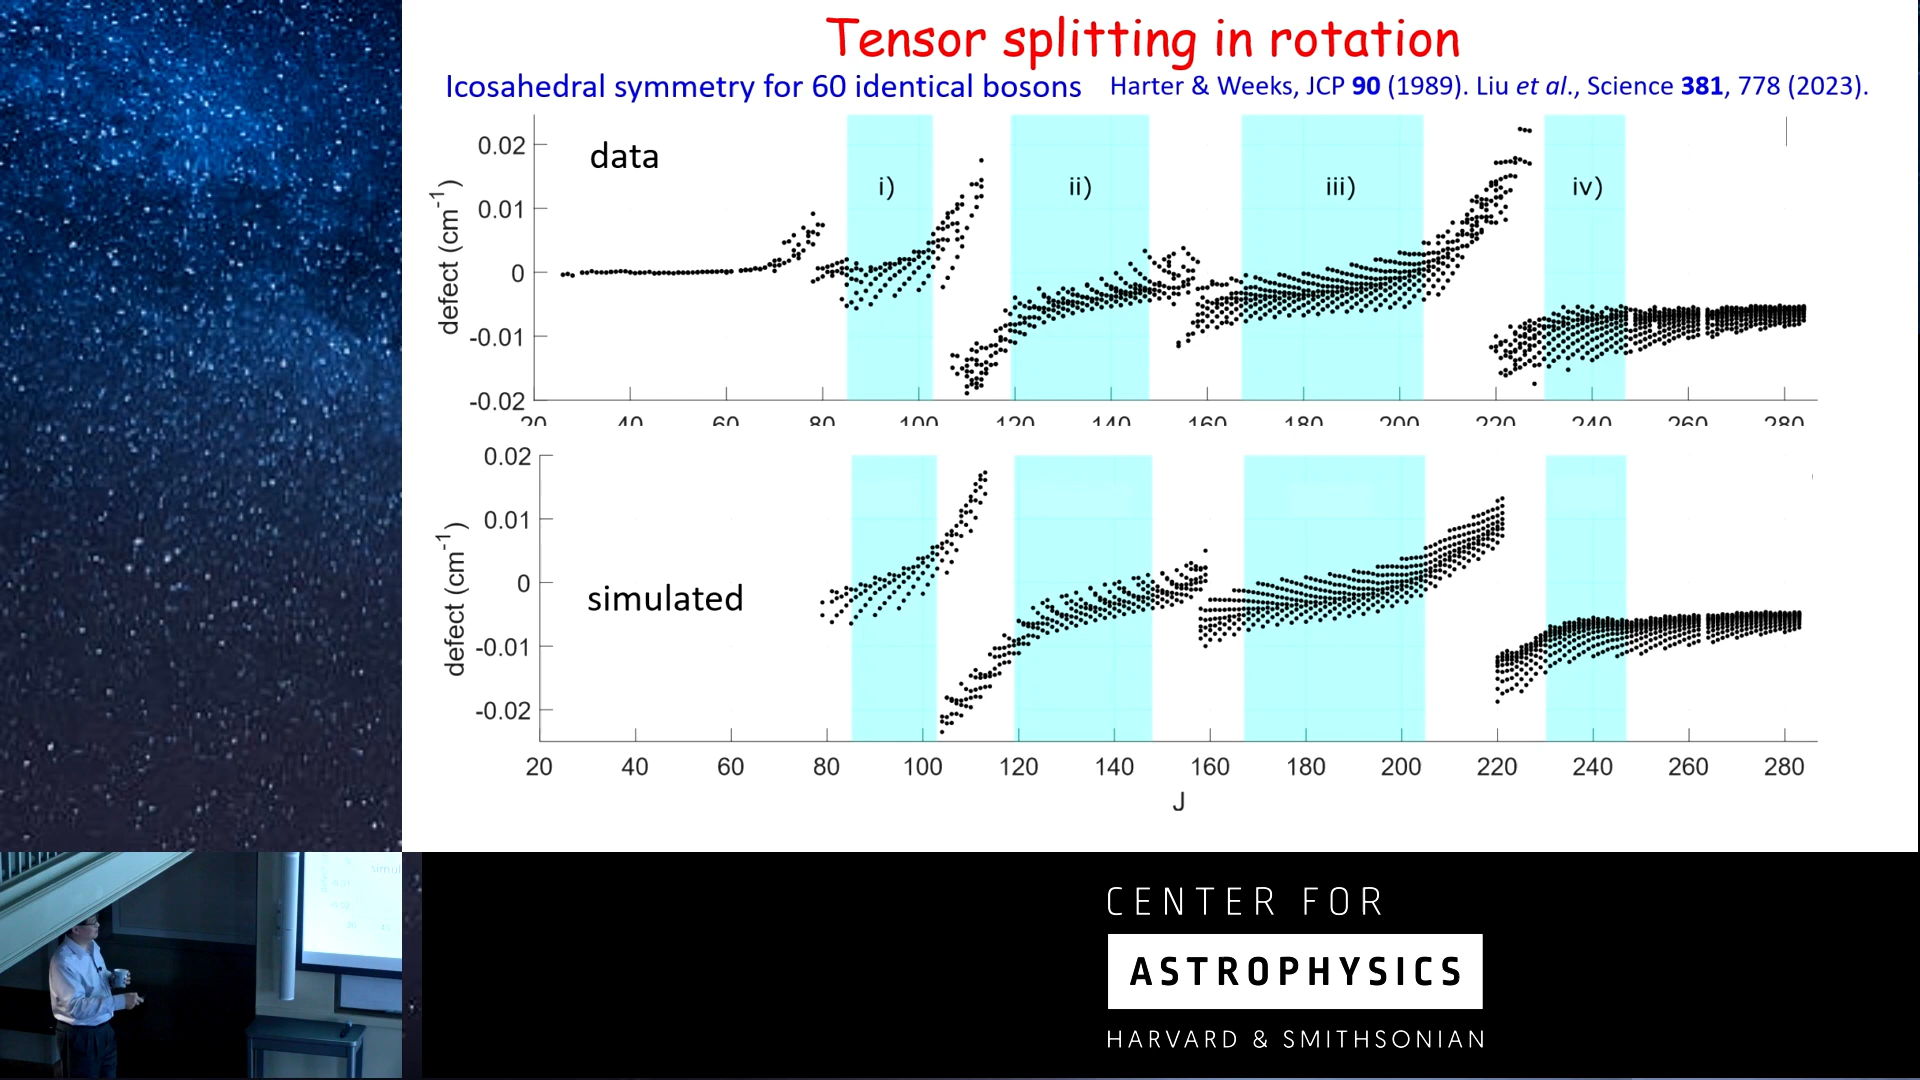 Tensor splitting in rotation
Icosahedral symmetry for 60 identical bosons Harter & Weeks, JCP 90 (1989). Liu et al., Science 381, 778 (2023).
data
i) ii) iii) iv)
defect (cm-1)
0.02
0.01
0
-0.01
-0.02
20 40 60 80 100 120 140 160 180 200 220 240 260 280
simulated
defect (cm-1)
0.02
0.01
0
-0.01
-0.02
20 40 60 80 100 120 140 160 180 200 220 240 260 280
J
simul
CENTER FOR
ASTROPHYSICS
HARVARD & SMITHSONIAN